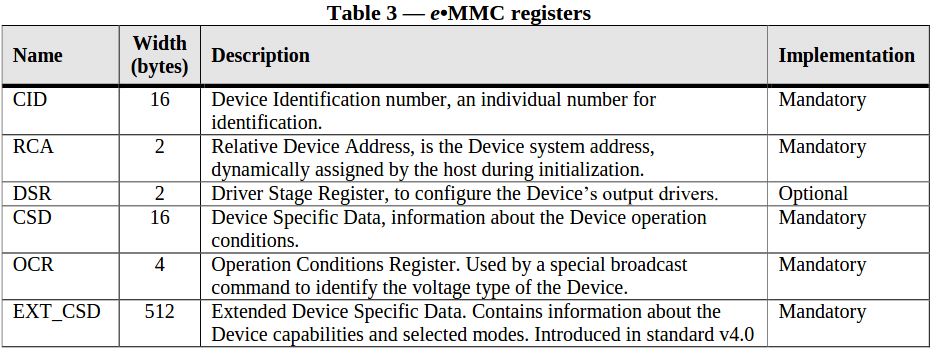 Table 3 — e•MMC registers
Name Width (bytes) Description Implementation
CID 16 Device Identification number, an individual number for Mandatory
identification.
RCA 2 Relative Device Address, is the Device system address, Mandatory
dynamically assigned by the host during initialization.
DSR 2 Driver Stage Register, to configure the Device’s output drivers. Optional
CSD 16 Device Specific Data, information about the Device operation Mandatory
conditions.
OCR 4 Operation Conditions Register. Used by a special broadcast Mandatory
command to identify the voltage type of the Device.
EXT_CSD 512 Extended Device Specific Data. Contains information about the Mandatory
Device capabilities and selected modes. Introduced in standard v4.0